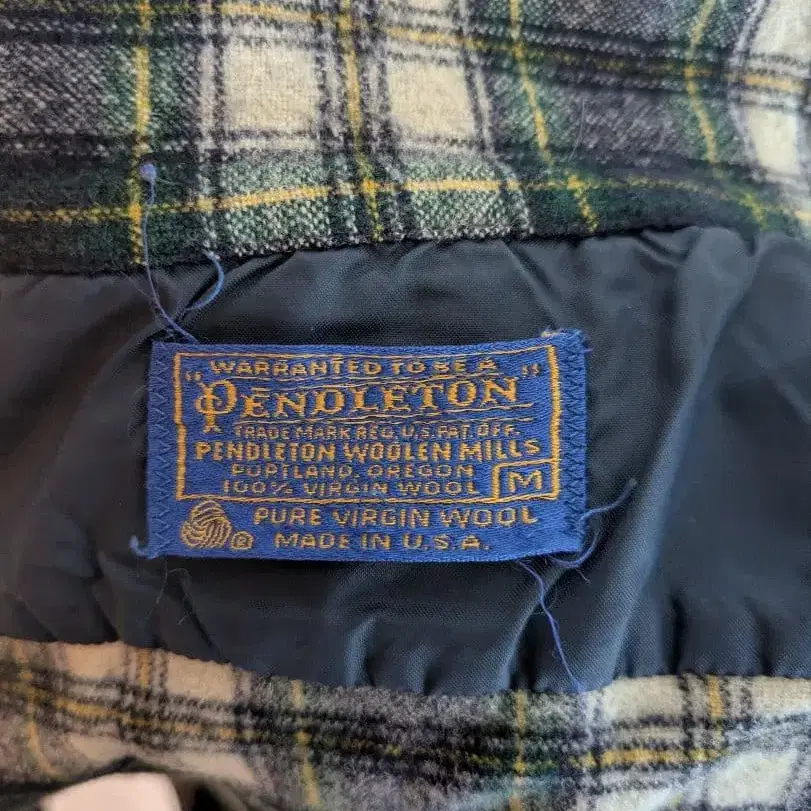 WARRANTED TO BE A
"PENDLETON"
TRADE MARK REG. U.S. PAT. OFF.
PENDLETON WOOLEN MILLS
PORTLAND, OREGON
100% VIRGIN WOOL M
PURE VIRGIN WOOL
® MADE IN U.S.A.